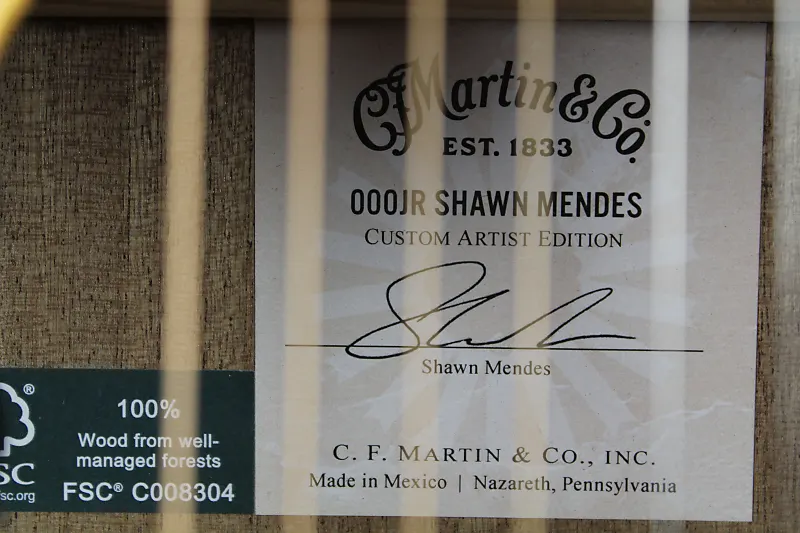 C.F. Martin & Co.
EST. 1833
000JR SHAWN MENDES
CUSTOM ARTIST EDITION
Shawn Mendes
C. F. MARTIN & CO., INC.
Made in Mexico | Nazareth, Pennsylvania
®
100%
Wood from well-
managed forests
FSC® C008304